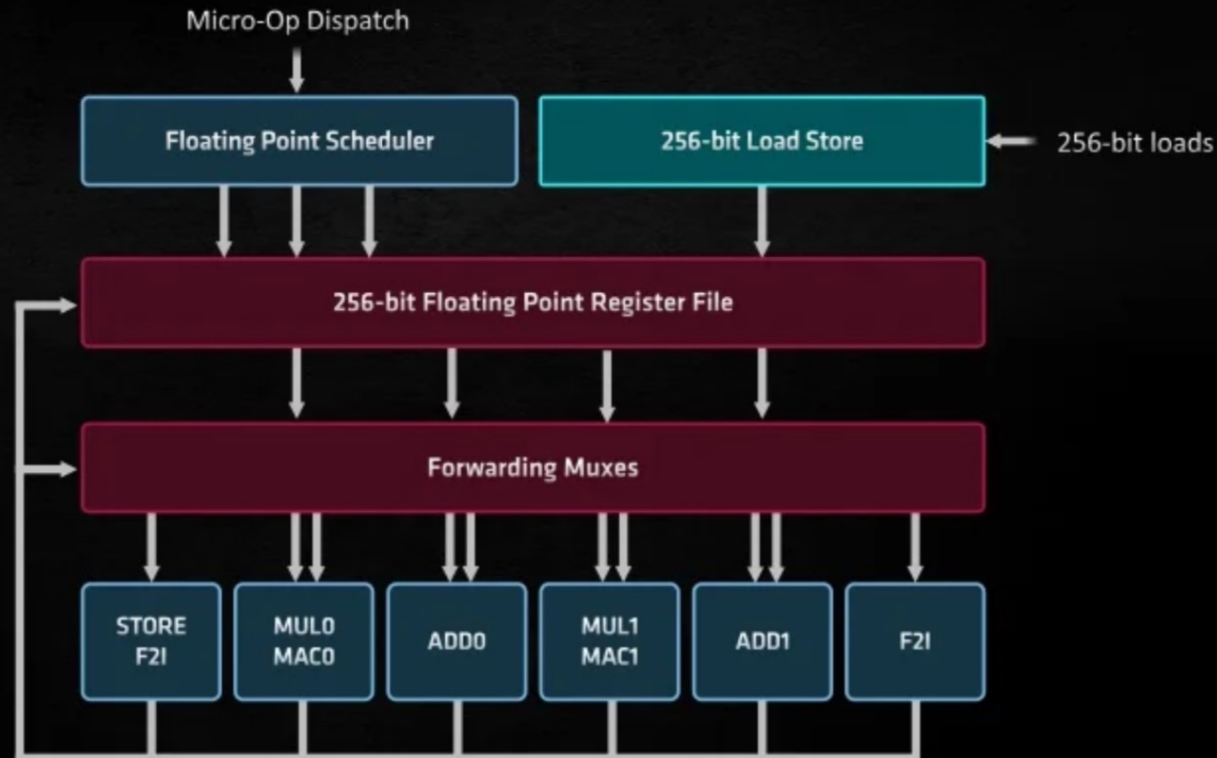 Micro-Op Dispatch
Floating Point Scheduler
256-bit Load Store
256-bit loads
256-bit Floating Point Register File
Forwarding Muxes
STORE
F2I
MUL0
MAC0
ADD0
MUL1
MAC1
ADD1
F2I